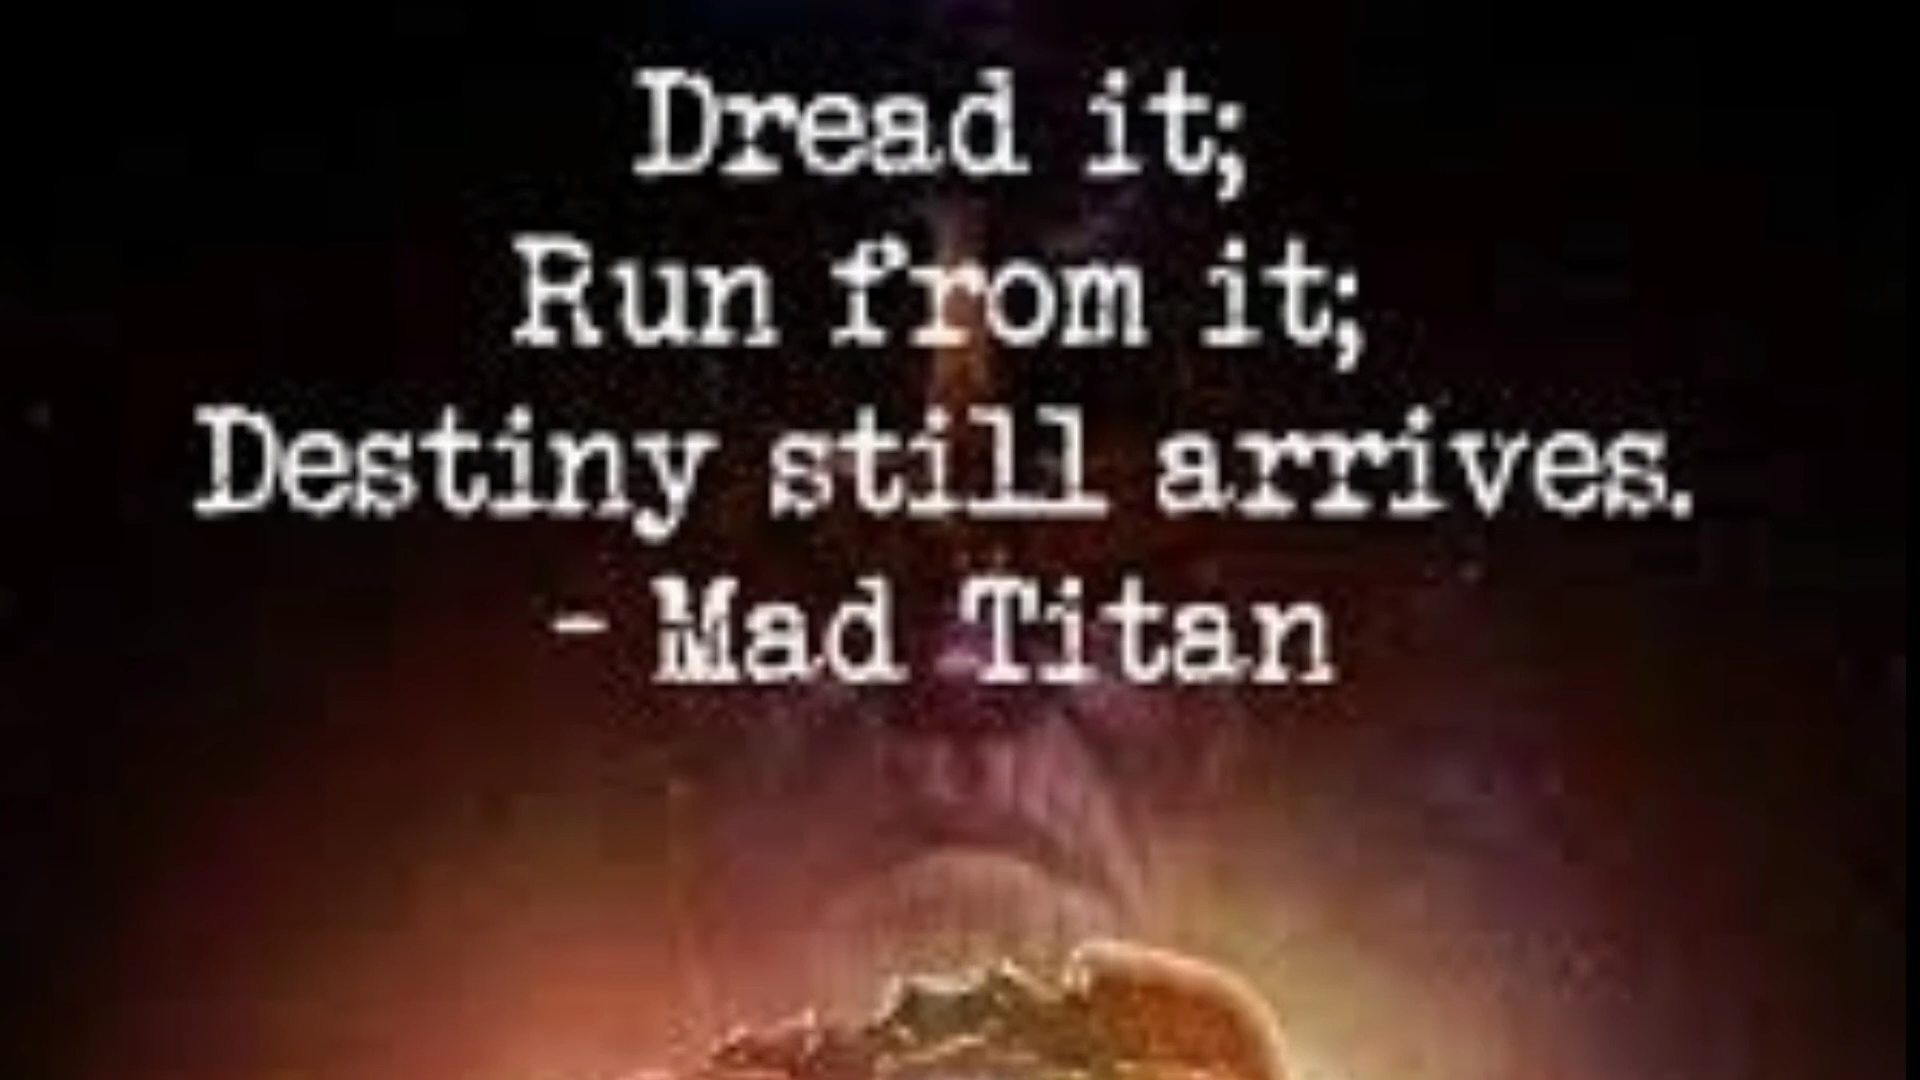 Dread it;
Run from it;
Destiny still arrives.
- Mad Titan